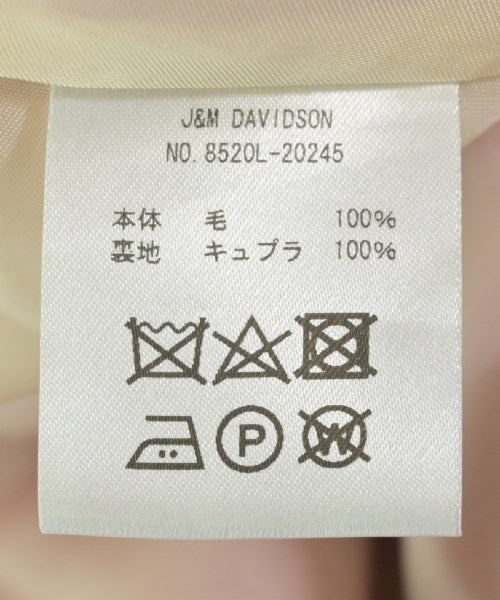 J&M DAVIDSON
NO.8520L-20245
本体 毛 100%
裏地 キュプラ 100%
P W